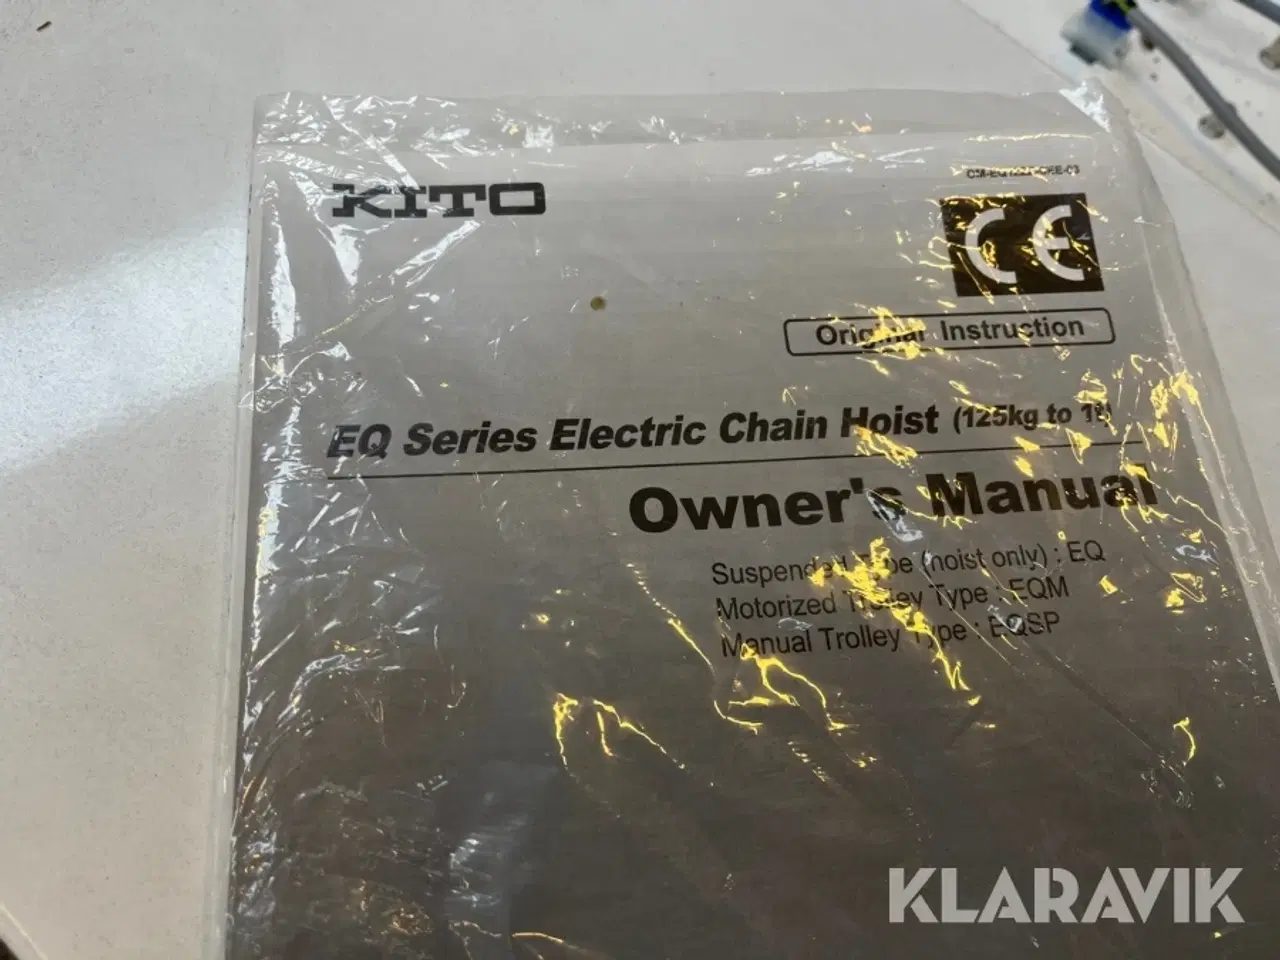 KITO
CE
Original Instruction
EQ Series Electric Chain Hoist (125kg to 1t)
Owner's Manual
Suspended Type (hoist only) : EQ
Motorized Trolley Type : EQM
Manual Trolley Type : EQSP
KLARAVIK